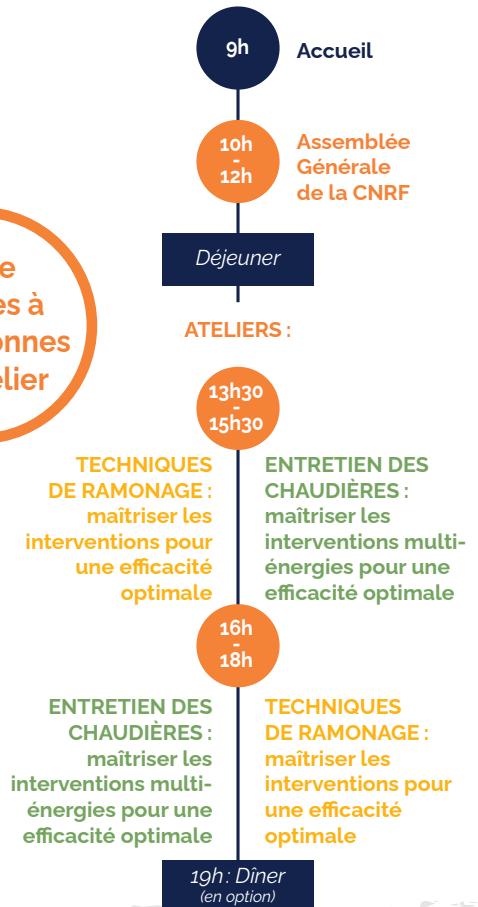 9h
Accueil
10h
-
12h
Assemblée
Générale
de la CNRF
Déjeuner
à
ATELIERS :
13h30
-
15h30
TECHNIQUES
DE RAMONAGE :
maîtriser les
interventions pour
une efficacité
optimale
ENTRETIEN DES
CHAUDIÈRES :
maîtriser les
interventions multi-
énergies pour une
efficacité optimale
16h
-
18h
ENTRETIEN DES
CHAUDIÈRES :
maîtriser les
interventions multi-
énergies pour une
efficacité optimale
TECHNIQUES
DE RAMONAGE :
maîtriser les
interventions pour
une efficacité
optimale
19h : Dîner
(en option)